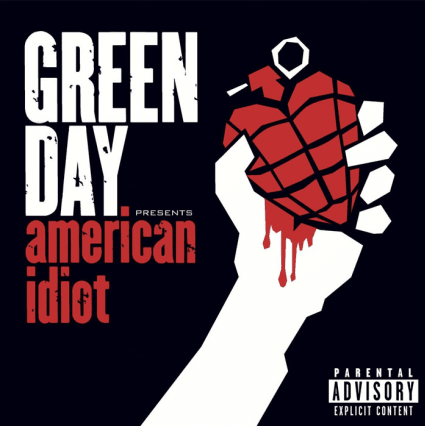 GREEN
DAY
PRESENTS
american
idiot
PARENTAL
ADVISORY
EXPLICIT CONTENT